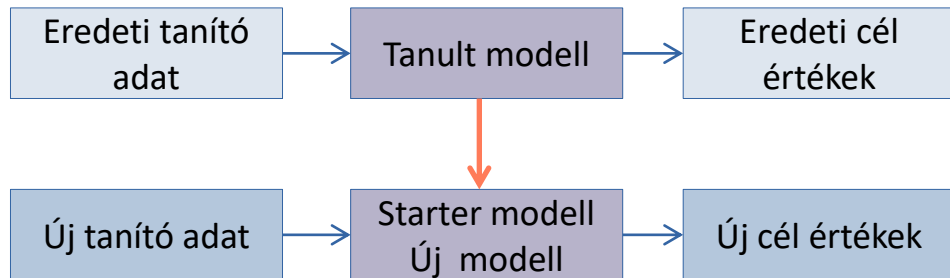 Eredeti tanító
adat
Tanult modell
Eredeti cél
értékek
Új tanító adat
Starter modell
Új modell
Új cél értékek